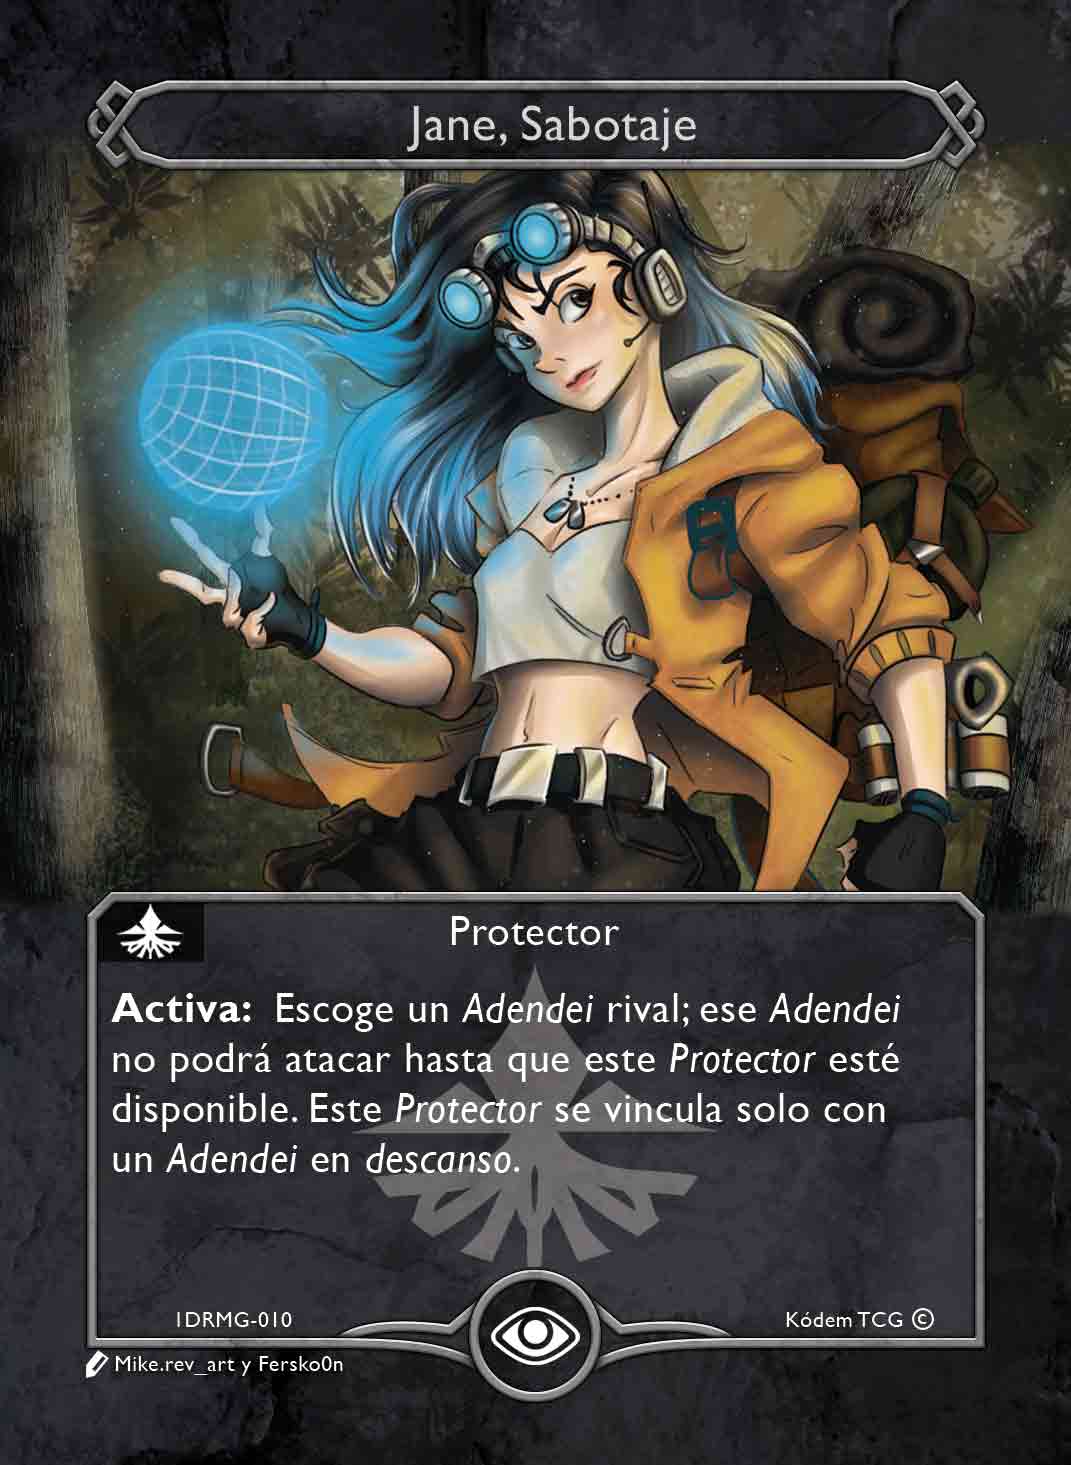 Jane, Sabotaje
Protector
Activa: Escoge un Adendei rival; ese Adendei
no podrá atacar hasta que este Protector esté
disponible. Este Protector se vincula solo con
un Adendei en descanso.
1DRMG-010
Kódem TCG ©
Mike.rev_art y Fersko0n